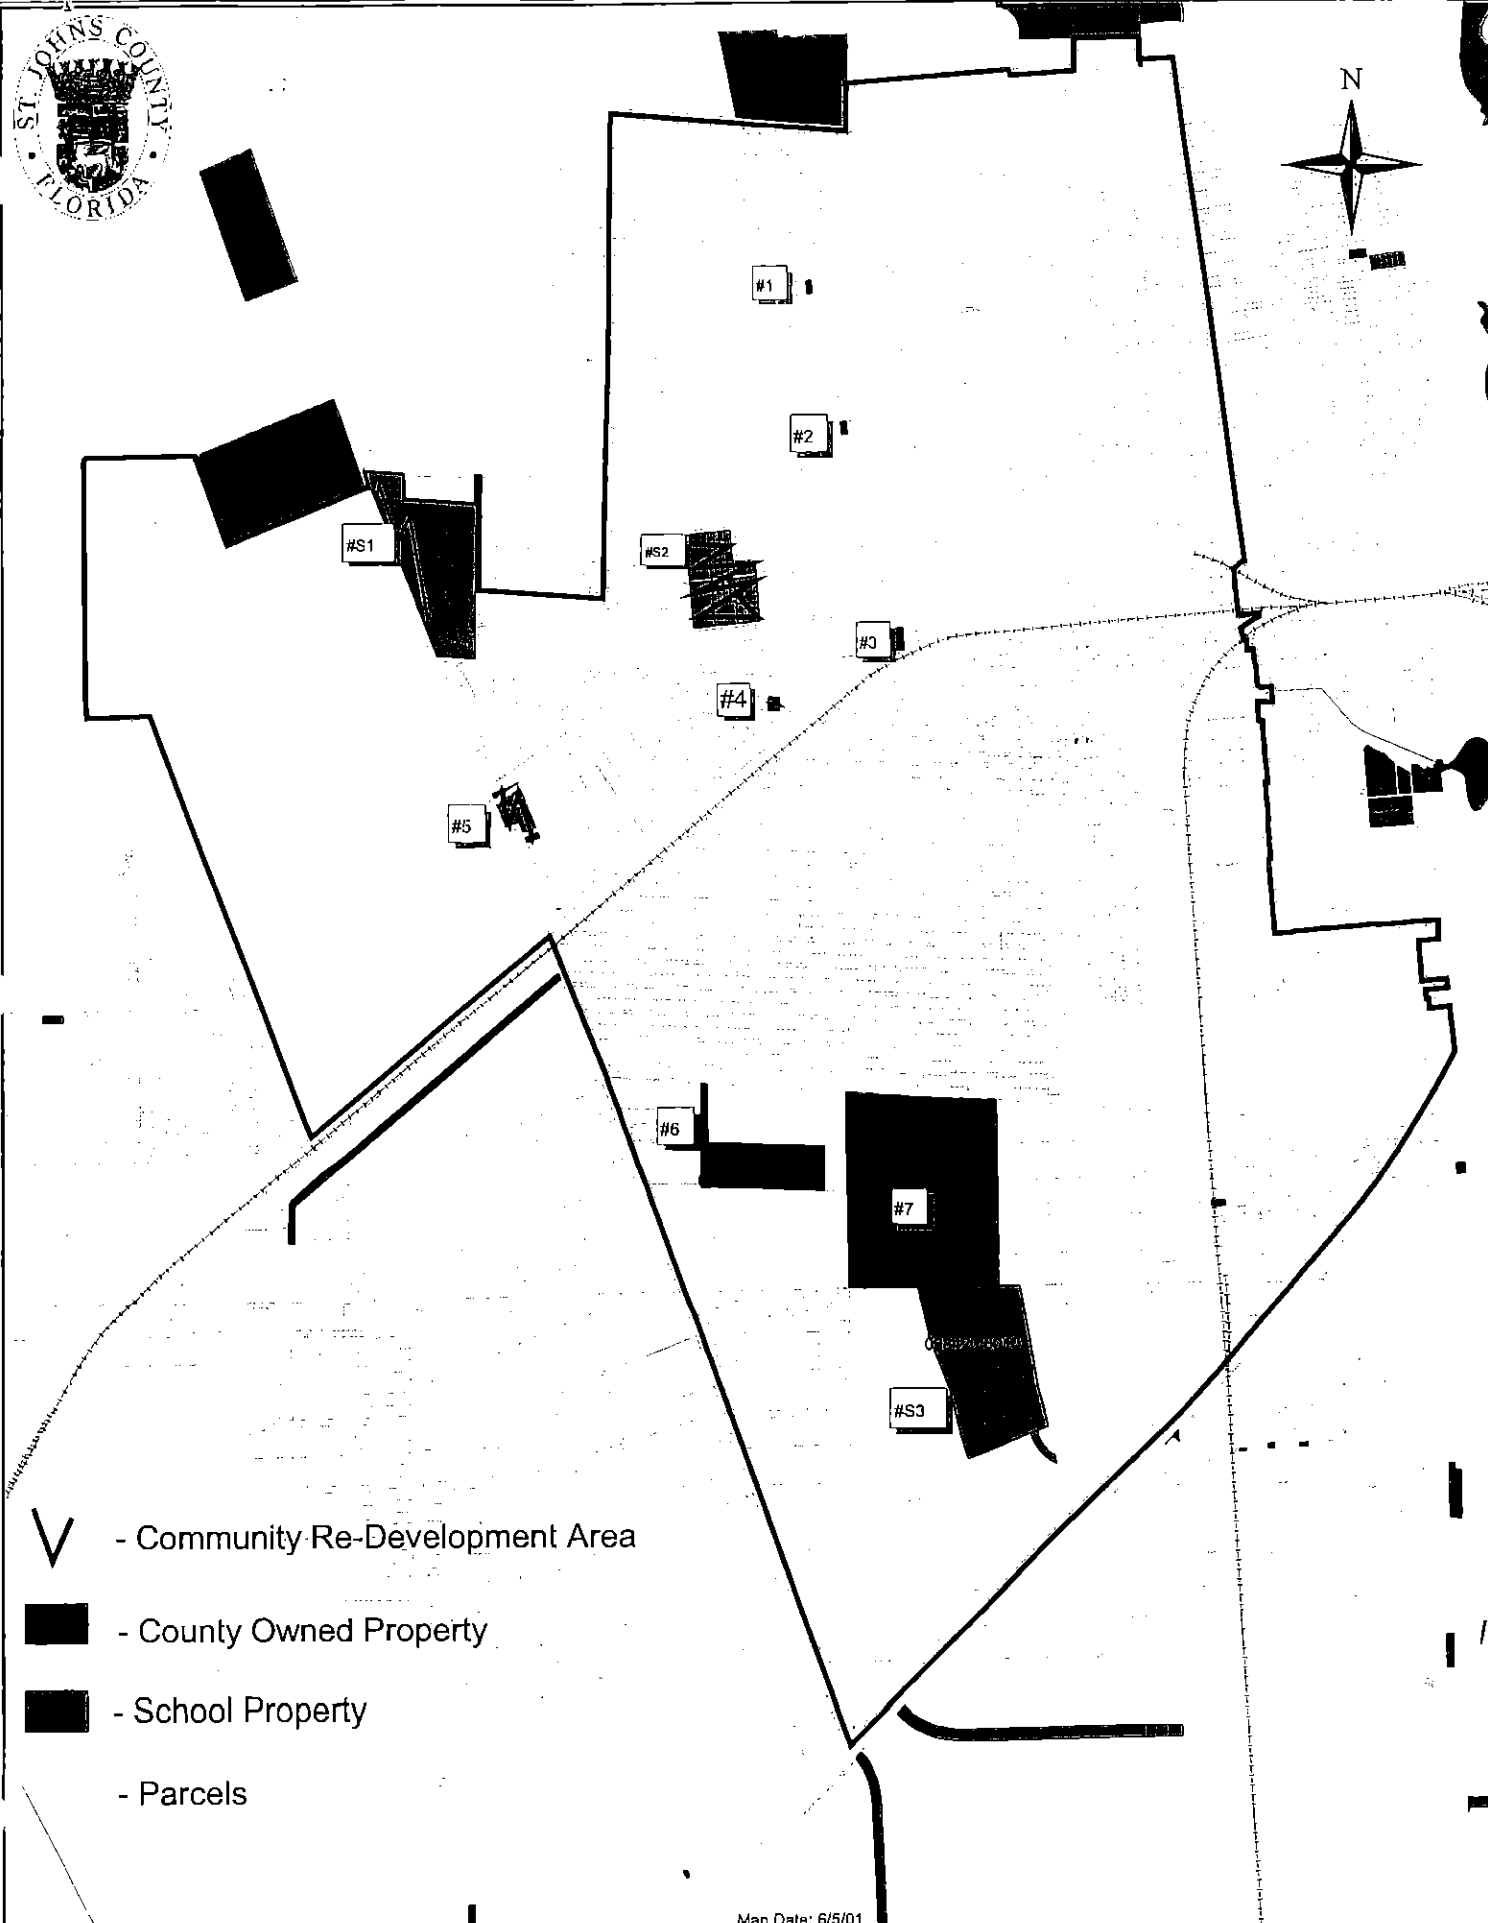 ST. JOHNS COUNTY
FLORIDA
N
#1
#2
#S1
#S2
#3
#4
#5
#6
#7
#S3
- Community Re-Development Area
- County Owned Property
- School Property
- Parcels
Map Date: 6/5/01